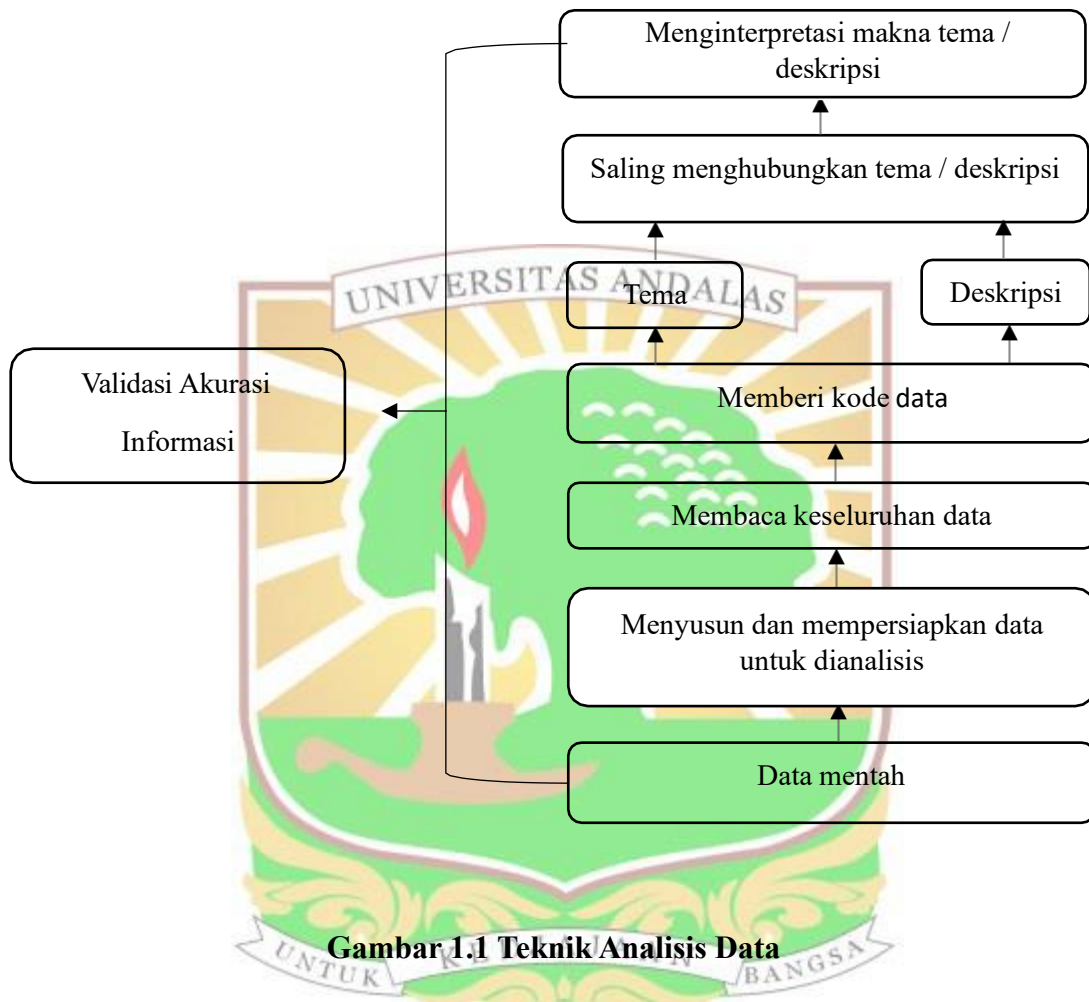 Menginterpretasi makna tema /
deskripsi
Saling menghubungkan tema / deskripsi
UNIVERSITAS ANDALAS
Tema
Deskripsi
Validasi Akurasi
Informasi
Memberi kode data
Membaca keseluruhan data
Menyusun dan mempersiapkan data
untuk dianalisis
Data mentah
Gambar 1.1 Teknik Analisis Data
UNTUK BANGSA